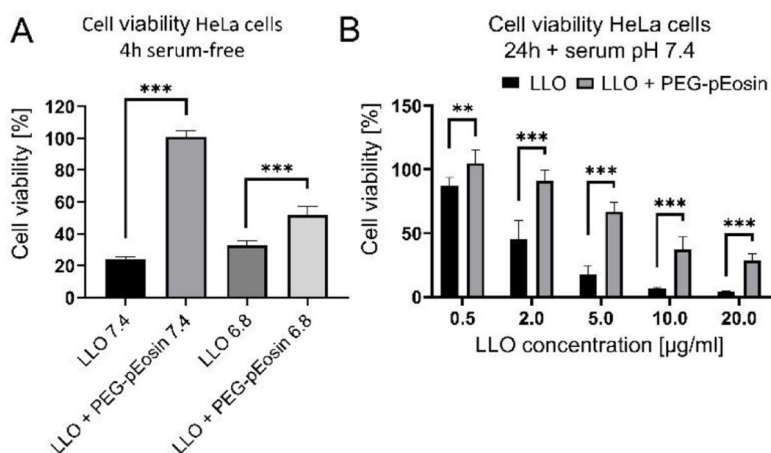 A
Cell viability HeLa cells
4h serum-free
Cell viability [%]
120
100
80
60
40
20
0
***
***
LLO 7.4
LLO + PEG-pEosin 7.4
LLO 6.8
LLO + PEG-pEosin 6.8
B
Cell viability HeLa cells
24h + serum pH 7.4
LLO LLO + PEG-pEosin
Cell viability [%]
150
100
50
0
**
***
***
***
***
0.5 2.0 5.0 10.0 20.0
LLO concentration [µg/ml]